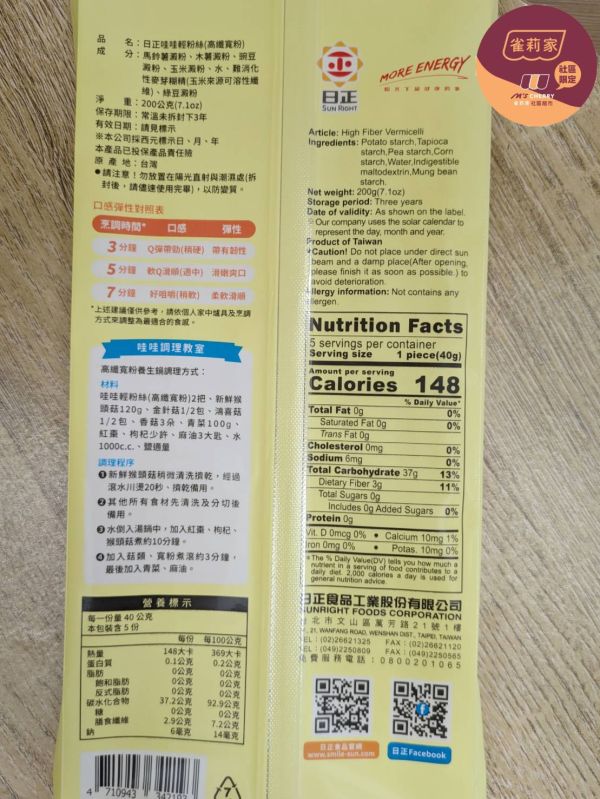 雀莉家
社區
限定
M'S CHERRY
社區超市
品　　名：日正哇哇輕粉絲(高纖寬粉)
成　　分：馬鈴薯澱粉、木薯澱粉、豌豆
澱粉、玉米澱粉、水、難消化
性麥芽糊精(玉米來源可溶性纖
維)、綠豆澱粉
淨　　重：200公克(7.1oz)
保存期限：常溫未拆封下3年
有效日期：請見標示
※本公司採西元標示日、月、年
本產品已投保產品責任險
原 產 地：台灣
●請注意！勿放置在陽光直射與潮濕處(拆
封後，請儘速使用完畢)，以防變質。
口感彈性對照表
烹調時間* 口感 彈性
3分鐘 Q彈帶勁(稍硬) 帶有韌性
5分鐘 軟Q滑順(適中) 滑嫩爽口
7分鐘 好咀嚼(稍軟) 柔軟滑順
*上述建議僅供參考，請依個人家中爐具及烹調
方式來調整為最適合的食感。
哇哇調理教室
高纖寬粉養生鍋調理方式：
材料
哇哇輕粉絲(高纖寬粉)2把、新鮮猴
頭菇120g、金針菇1/2包、鴻喜菇
1/2包、香菇3朵、青菜100g、
紅棗、枸杞少許、麻油3大匙、水
1000c.c.、鹽適量
調理程序
❶新鮮猴頭菇稍微清洗擠乾，經過
滾水川燙20秒、擠乾備用。
❷其他所有食材先清洗及分切後
備用。
❸水倒入湯鍋中，加入紅棗、枸杞、
猴頭菇煮約10分鐘。
❹加入菇類、寬粉煮滾約3分鐘，
最後加入青菜、麻油。
營養標示
每一份量 40 公克
本包裝含 5 份
每份 每100公克
熱量 148大卡 369大卡
蛋白質 0.1公克 0.2公克
脂肪 0公克 0公克
飽和脂肪 0公克 0公克
反式脂肪 0公克 0公克
碳水化合物 37.2公克 92.9公克
糖 0公克 0公克
膳食纖維 2.9公克 7.2公克
鈉 6毫克 14毫克
4 710943 342193
7
日正
SUN RIGHT
MORE ENERGY
Article: High Fiber Vermicelli
Ingredients: Potato starch,Tapioca
starch,Pea starch,Corn
starch,Water,Indigestible
maltodextrin,Mung bean
starch.
Net weight: 200g(7.1oz)
Storage period: Three years
Date of validity: As shown on the label.
※Our company uses the solar calendar to
represent the day, month and year.
Product of Taiwan
*Caution! Do not place under direct sun
beam and a damp place(After opening,
please finish it as soon as possible.) to
avoid deterioration.
Allergy information: Not contains any
allergen.
Nutrition Facts
5 servings per container
Serving size 1 piece(40g)
Amount per serving
Calories 148
% Daily Value*
Total Fat 0g 0%
Saturated Fat 0g 0%
Trans Fat 0g
Cholesterol 0mg 0%
Sodium 6mg 0%
Total Carbohydrate 37g 13%
Dietary Fiber 3g 11%
Total Sugars 0g
Includes 0g Added Sugars 0%
Protein 0g
Vit. D 0mcg 0% • Calcium 10mg 1%
Iron 0mg 0% • Potas. 10mg 0%
*The % Daily Value(DV) tells you how much a
nutrient in a serving of food contributes to a
daily diet. 2,000 calories a day is used for
general nutrition advice.
日正食品工業股份有限公司
SUNRIGHT FOODS CORPORATION
台北市文山區萬芳路21號1樓
21, WANFANG ROAD, WENSHAN DIST., TAIPEI, TAIWAN
TEL：(02)26621325 FAX：(02)26621120
TEL：(049)2250809 FAX：(049)2250565
免費服務電話：0800201065
日正食品官網
www.smile-sun.com
日正Facebook